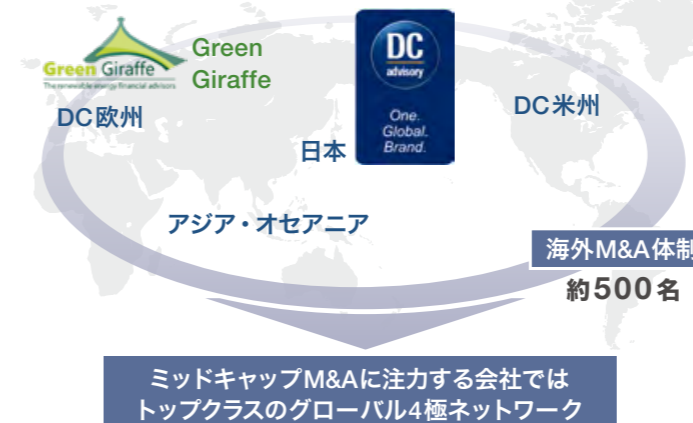 Green Giraffe
The renewable energy financial advisors
Green
Giraffe
DC
advisory
One.
Global.
Brand.
DC欧州
DC米州
日本
アジア・オセアニア
海外M&A体制
約500名
ミッドキャップM&Aに注力する会社では
トップクラスのグローバル4極ネットワーク